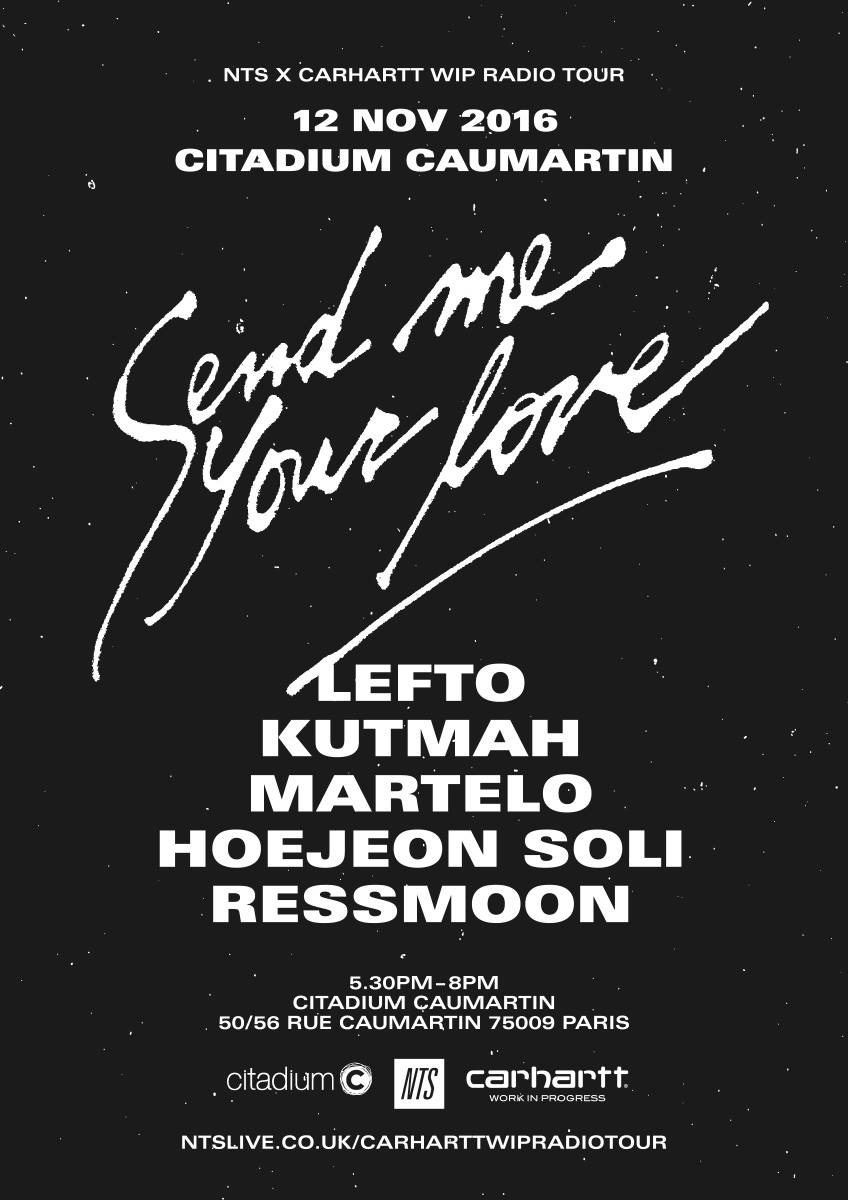 NTS X CARHARTT WIP RADIO TOUR
12 NOV 2016
CITADIUM CAUMARTIN
Send me
your love
LEFTO
KUTMAH
MARTELO
HOEJEON SOLI
RESSMOON
5.30PM–8PM
CITADIUM CAUMARTIN
50/56 RUE CAUMARTIN 75009 PARIS
citadium C NTS carhartt
WORK IN PROGRESS
NTSLIVE.CO.UK/CARHARTTWIPRADIOTOUR